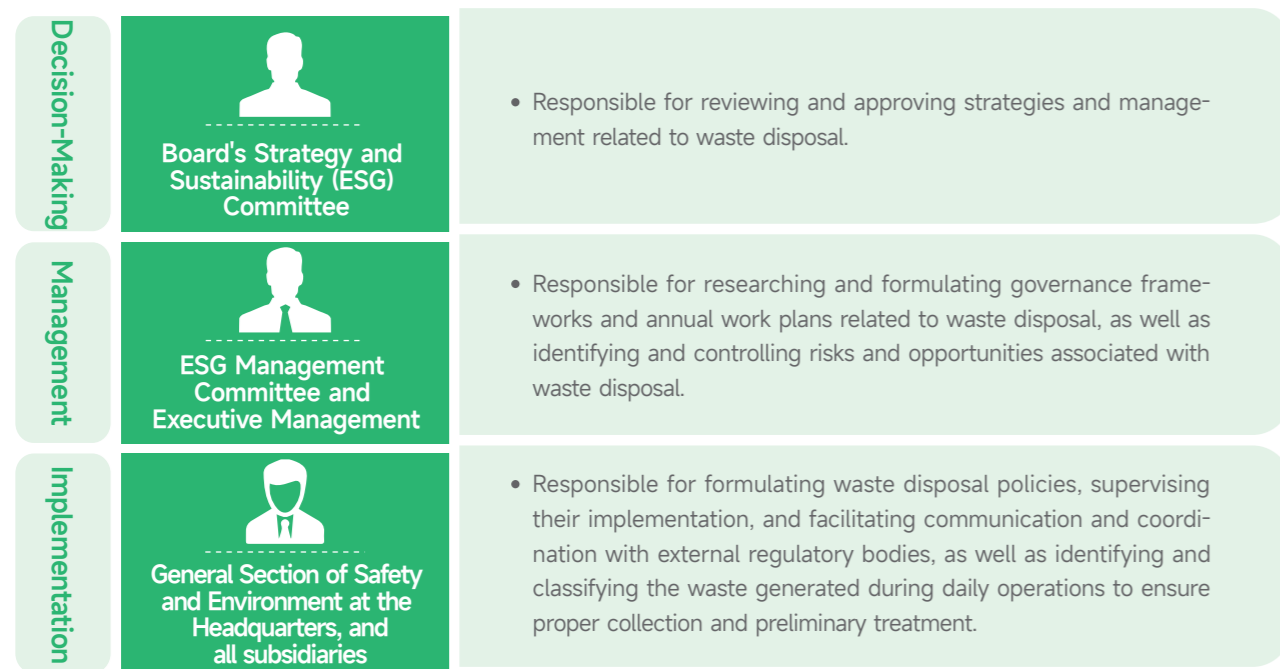 Decision-Making
Board's Strategy and
Sustainability (ESG)
Committee
• Responsible for reviewing and approving strategies and manage-
ment related to waste disposal.
Management
ESG Management
Committee and
Executive Management
• Responsible for researching and formulating governance frame-
works and annual work plans related to waste disposal, as well as
identifying and controlling risks and opportunities associated with
waste disposal.
Implementation
General Section of Safety
and Environment at the
Headquarters, and
all subsidiaries
• Responsible for formulating waste disposal policies, supervising
their implementation, and facilitating communication and coordi-
nation with external regulatory bodies, as well as identifying and
classifying the waste generated during daily operations to ensure
proper collection and preliminary treatment.